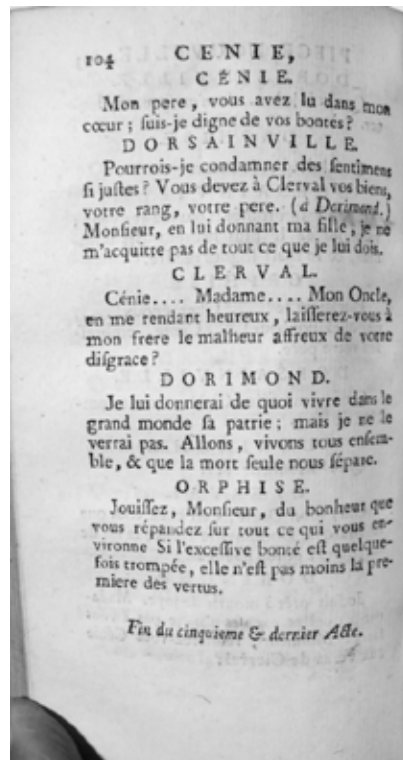 104 CENIE,
CÉNIE.
Mon pere, vous avez lu dans mon
cœur ; suis-je digne de vos bontés ?
DORSAINVILLE.
Pourrois-je condamner des sentimens
si justes ? Vous devez à Clerval vos biens,
votre rang, votre pere. (à Dorimond.)
Monsieur, en lui donnant ma fille, je ne
m'acquitte pas de tout ce que je lui dois.
CLERVAL.
Cénie.... Madame.... Mon Oncle,
en me rendant heureux, laisserez-vous à
mon frere le malheur affreux de votre
disgrace ?
DORIMOND.
Je lui donnerai de quoi vivre dans le
grand monde sa patrie ; mais je ne le
verrai pas. Allons, vivons tous ensem-
ble, & que la mort seule nous sépare.
ORPHISE.
Jouissez, Monsieur, du bonheur que
vous répandez sur tout ce qui vous en-
vironne Si l'excessive bonté est quelque-
fois trompée, elle n'est pas moins la pre-
miere des vertus.
Fin du cinquieme & dernier Acte.